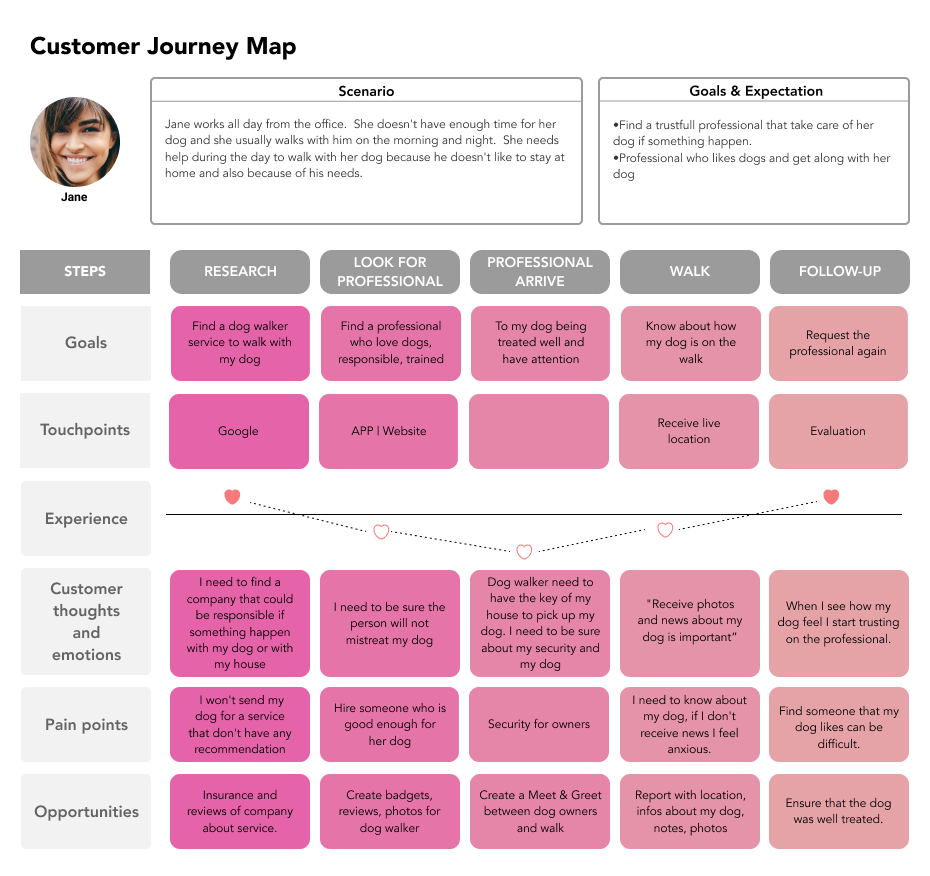 Customer Journey Map
Jane
Scenario
Jane works all day from the office. She doesn't have enough time for her
dog and she usually walks with him on the morning and night. She needs
help during the day to walk with her dog because he doesn't like to stay at
home and also because of his needs.
Goals & Expectation
•Find a trustfull professional that take care of her
dog if something happen.
•Professional who likes dogs and get along with her
dog
STEPS
RESEARCH
LOOK FOR
PROFESSIONAL
PROFESSIONAL
ARRIVE
WALK
FOLLOW-UP
Goals
Find a dog walker
service to walk with
my dog
Find a professional
who love dogs,
responsible, trained
To my dog being
treated well and
have attention
Know about how
my dog is on the
walk
Request the
professional again
Touchpoints
Google
APP | Website
Receive live
location
Evaluation
Experience
Customer
thoughts
and
emotions
I need to find a
company that could
be responsible if
something happen
with my dog or with
my house
I need to be sure the
person will not
mistreat my dog
Dog walker need to
have the key of my
house to pick up my
dog. I need to be sure
about my security and
my dog
"Receive photos
and news about my
dog is important”
When I see how my
dog feel I start trusting
on the professional.
Pain points
I won't send my
dog for a service
that don't have any
recommendation
Hire someone who is
good enough for
her dog
Security for owners
I need to know about
my dog, if I don't
receive news I feel
anxious.
Find someone that my
dog likes can be
difficult.
Opportunities
Insurance and
reviews of company
about service.
Create badgets,
reviews, photos for
dog walker
Create a Meet & Greet
between dog owners
and walk
Report with location,
infos about my dog,
notes, photos
Ensure that the dog
was well treated.